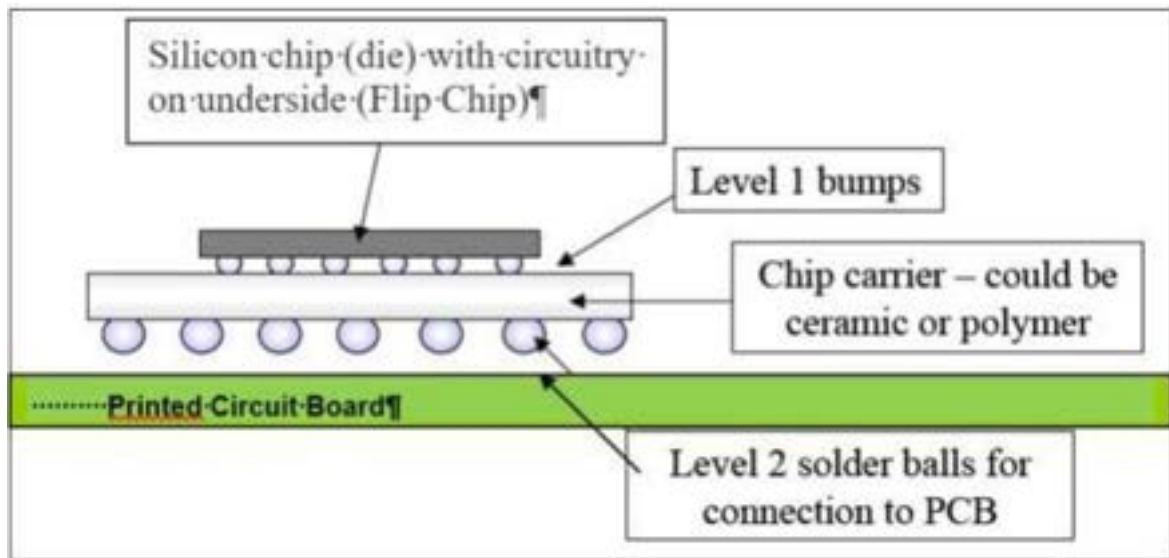 Silicon·chip·(die)·with·circuitry·
on·underside·(Flip·Chip)¶
Level 1 bumps
Chip carrier – could be
ceramic or polymer
··········Printed·Circuit·Board¶
Level 2 solder balls for
connection to PCB